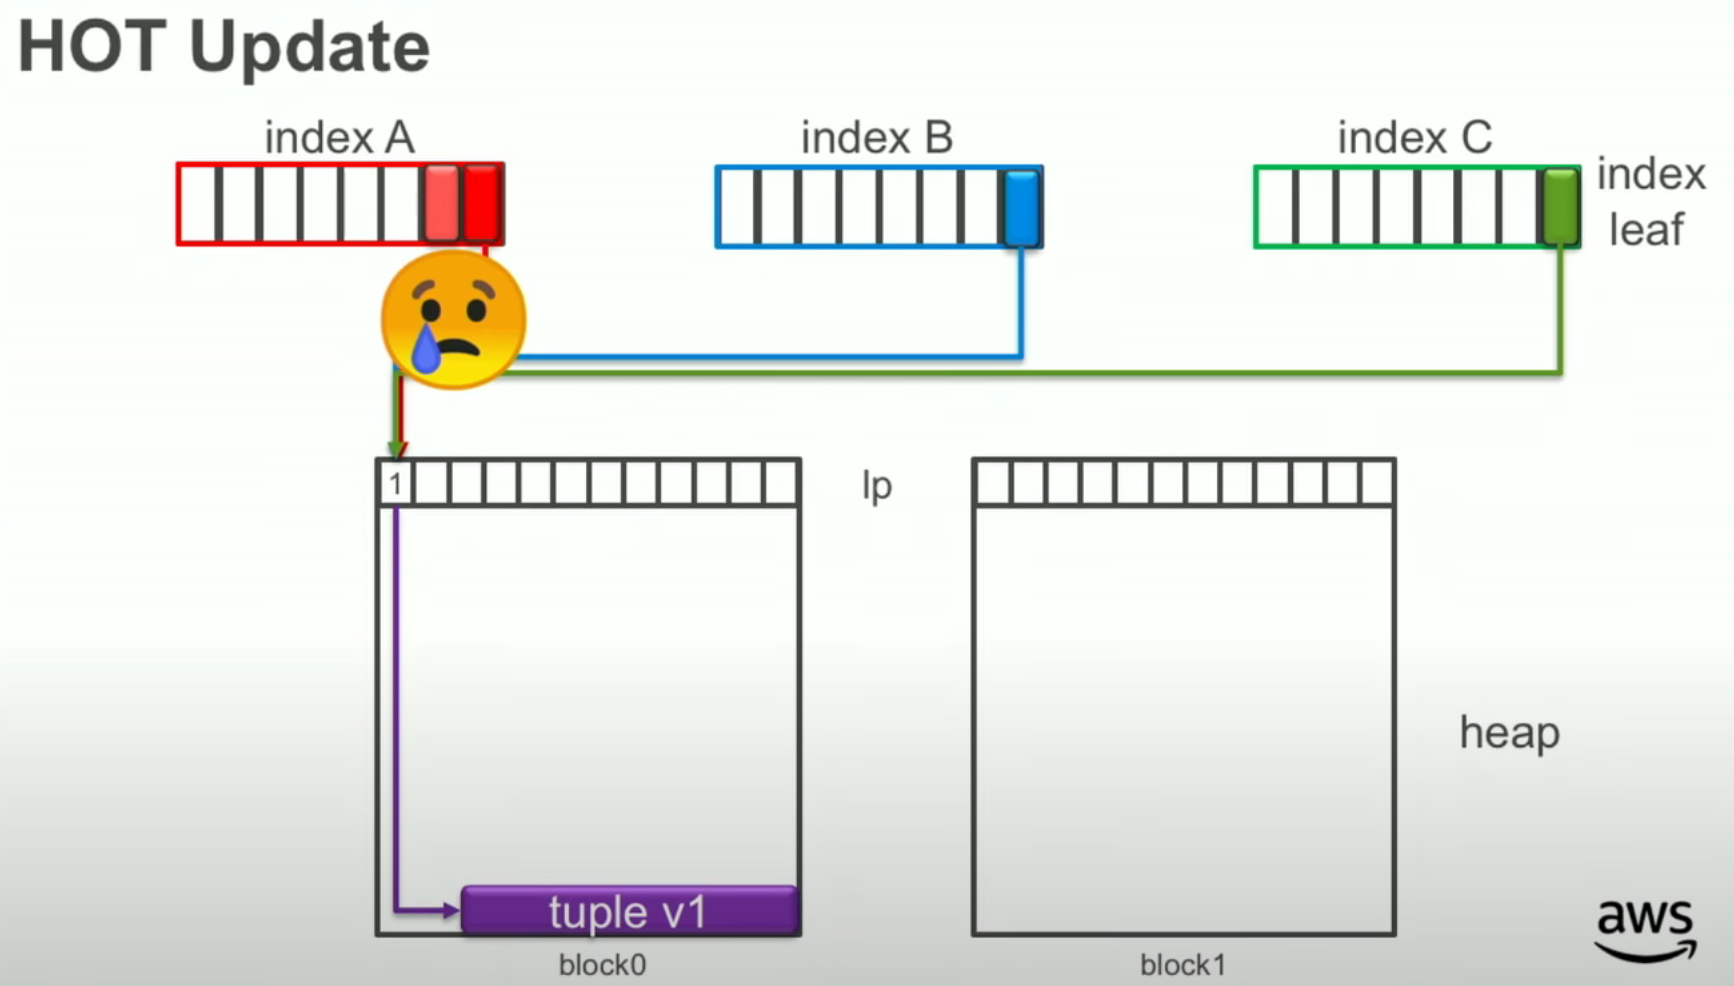 HOT Update
index A
index B
index C
index
leaf
1
lp
heap
tuple v1
block0
block1
aws